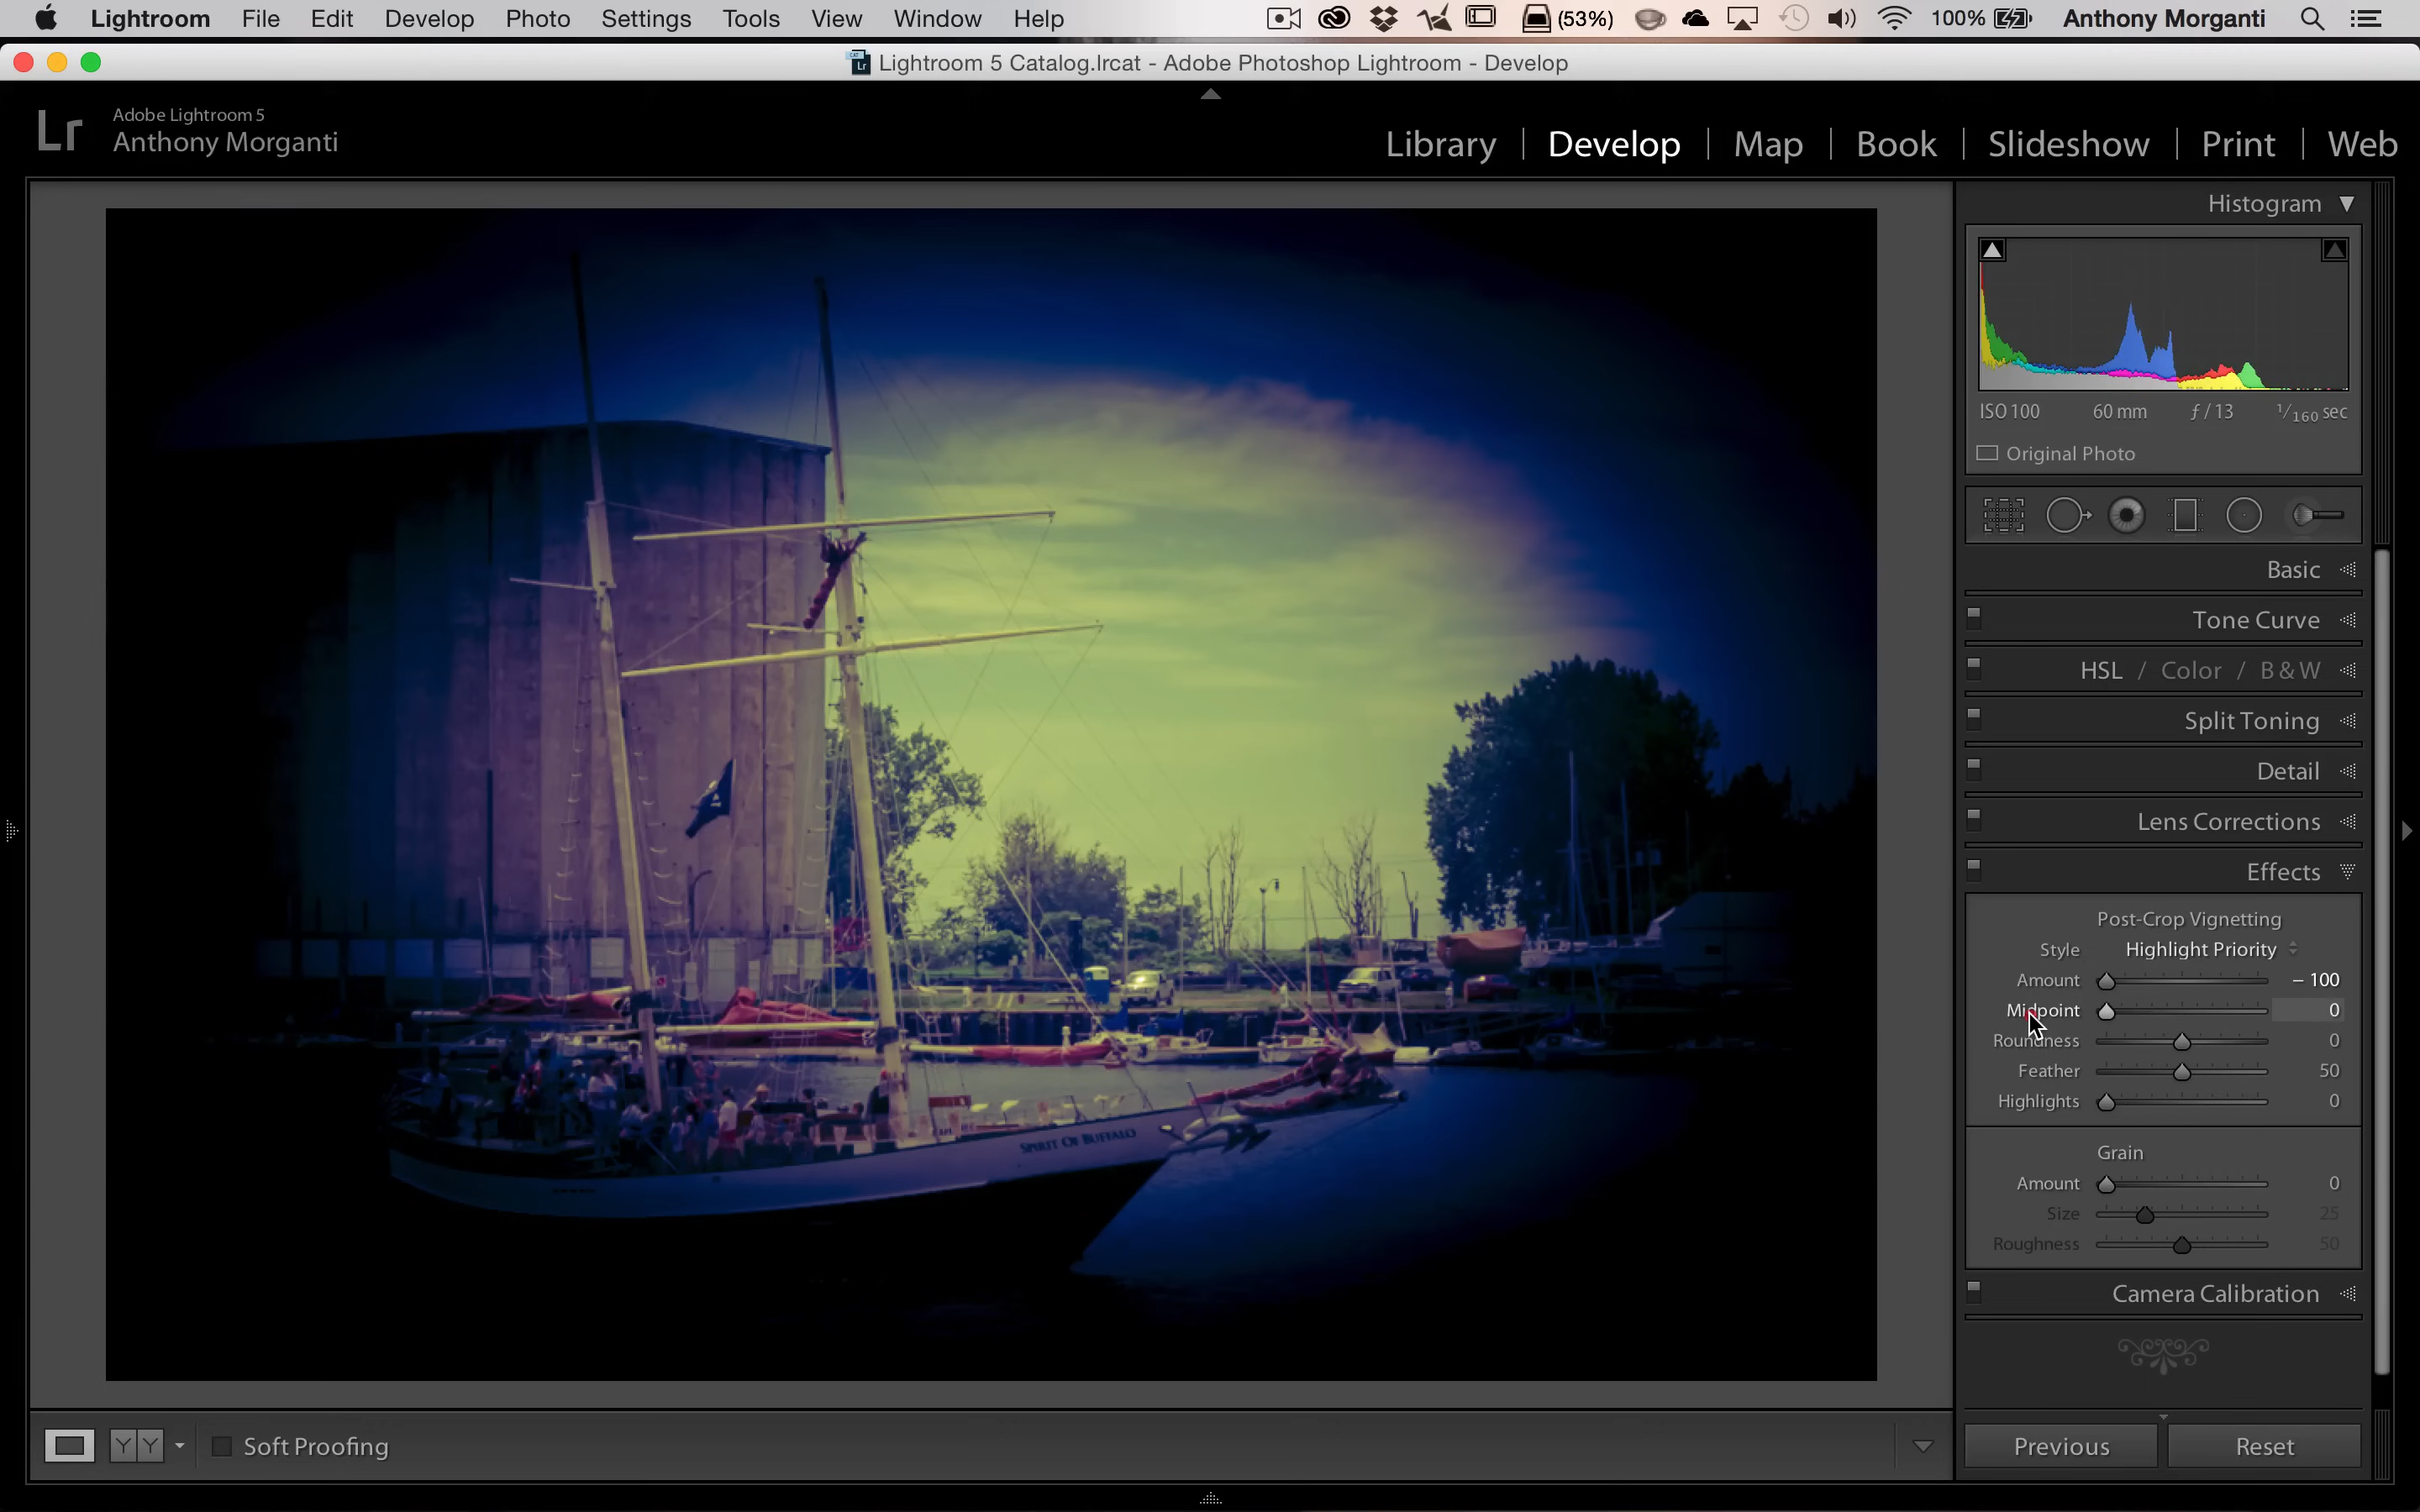 Lightroom File Edit Develop Photo Settings Tools View Window Help (53%) 100% Anthony Morganti
Lightroom 5 Catalog.lrcat - Adobe Photoshop Lightroom - Develop
Lr
Adobe Lightroom 5
Anthony Morganti
Library | Develop | Map | Book | Slideshow | Print | Web
Histogram
ISO 100 60 mm ƒ / 13 1/160 sec
Original Photo
Basic
Tone Curve
HSL / Color / B & W
Split Toning
Detail
Lens Corrections
Effects
Post-Crop Vignetting
Style Highlight Priority
Amount – 100
Midpoint 0
Roundness 0
Feather 50
Highlights 0
Grain
Amount 0
Size 25
Roughness 50
Camera Calibration
SPIRIT OF BUFFALO
Y Y Soft Proofing
Previous Reset